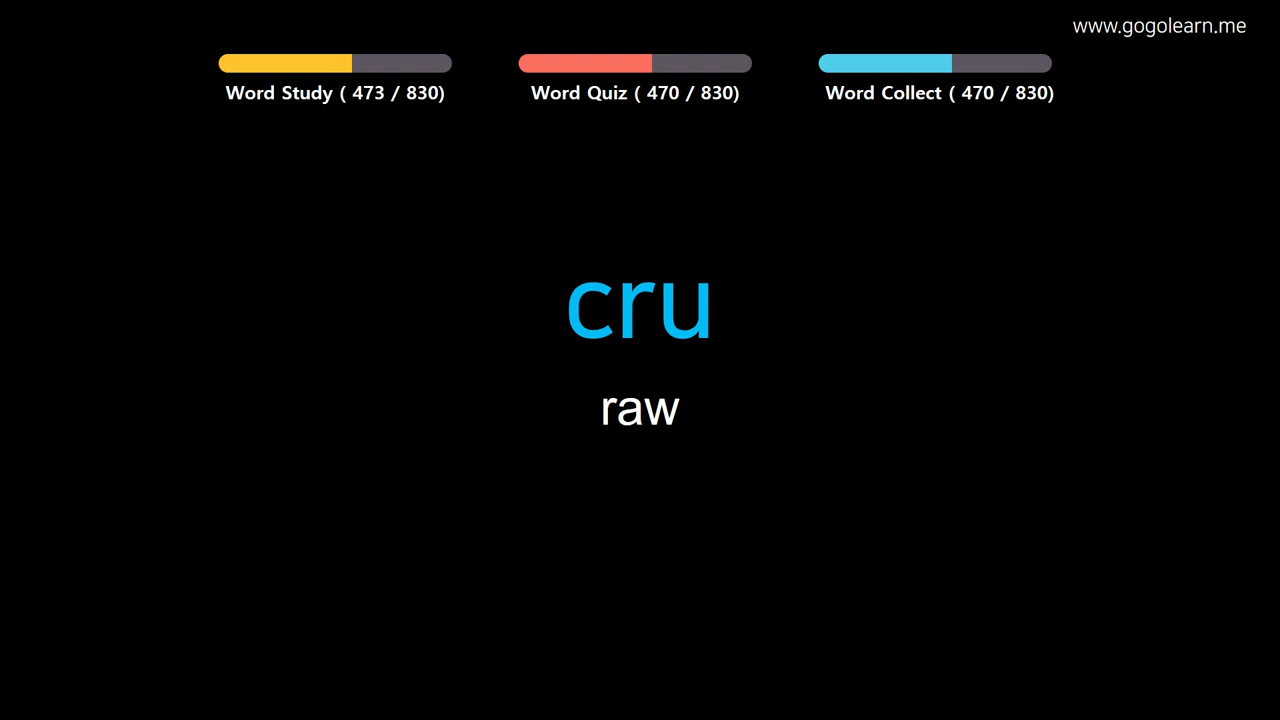 www.gogolearn.me
Word Study ( 473 / 830)
Word Quiz ( 470 / 830)
Word Collect ( 470 / 830)
cru
raw